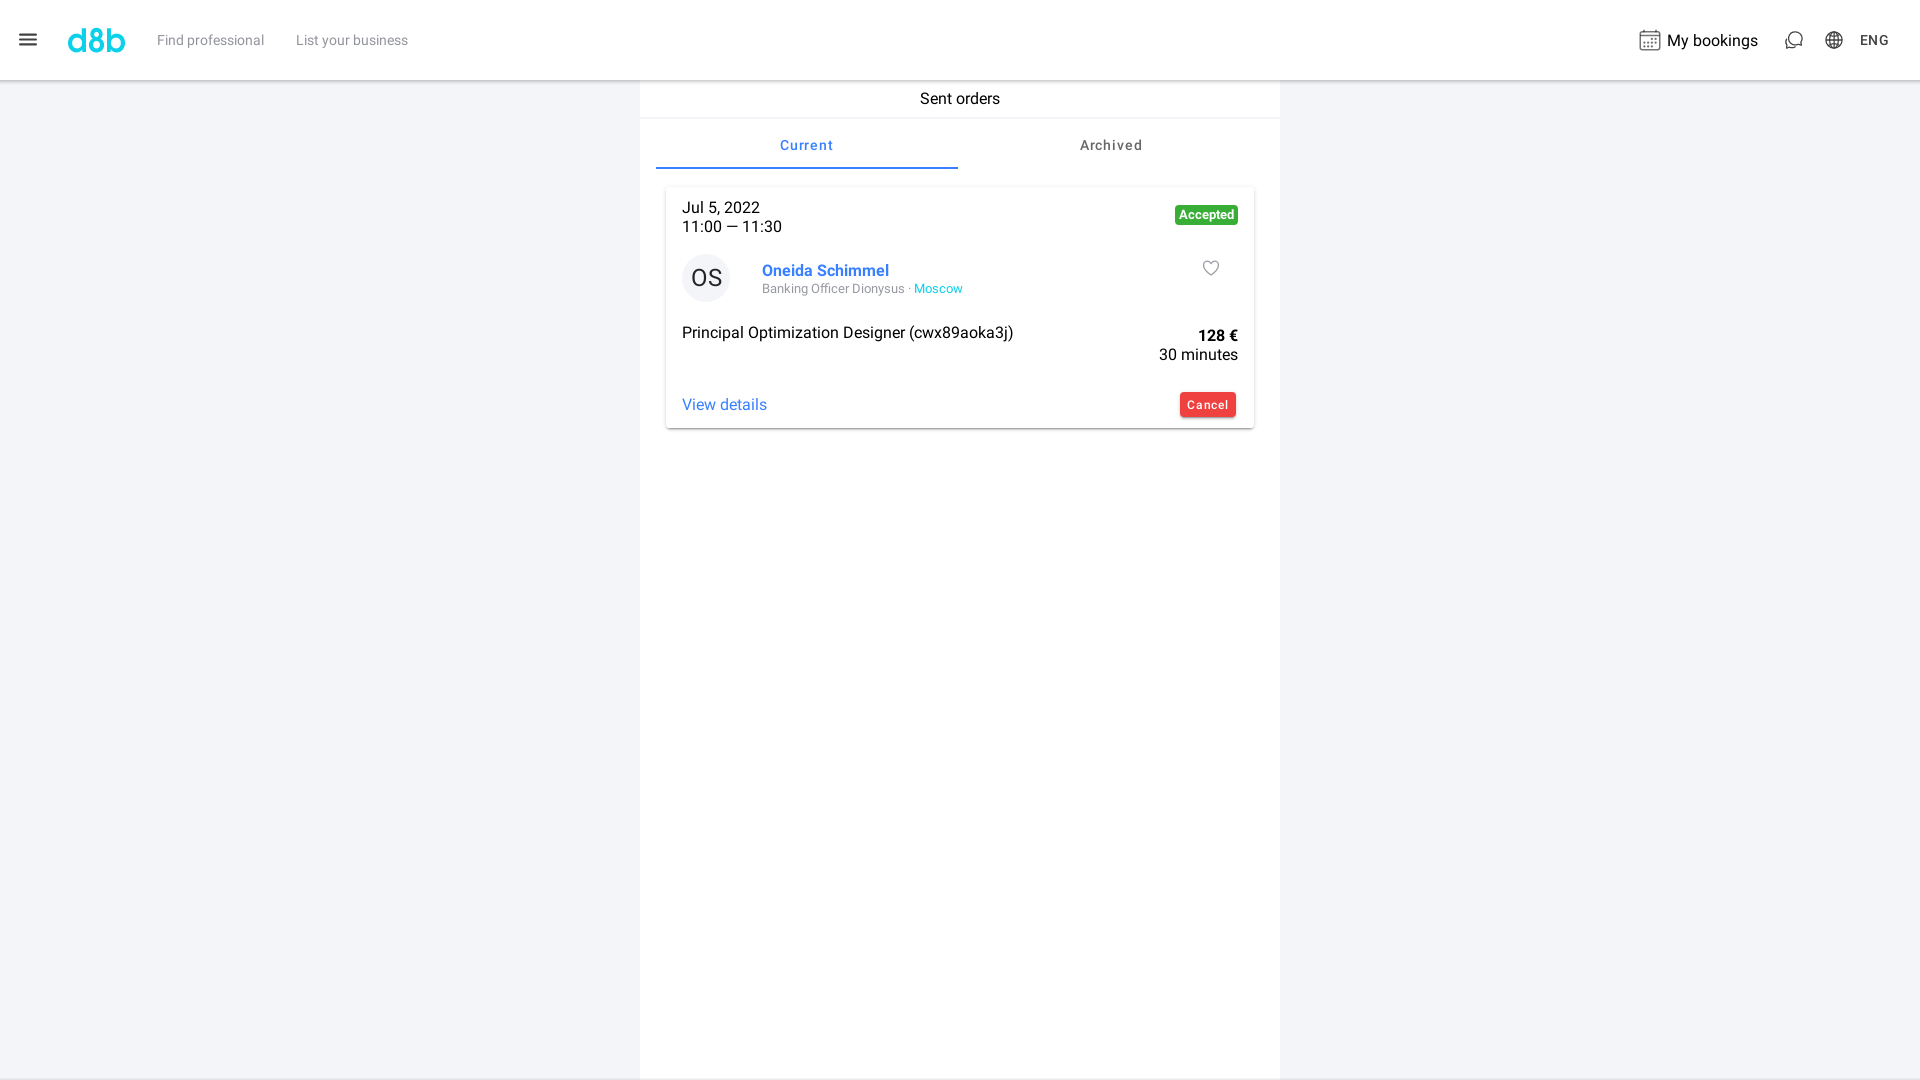 d8b
Find professional
List your business
My bookings
ENG
Sent orders
Current
Archived
Jul 5, 2022
11:00 — 11:30
Accepted
OS
Oneida Schimmel
Banking Officer Dionysus · Moscow
Principal Optimization Designer (cwx89aoka3j)
128 €
30 minutes
View details
Cancel